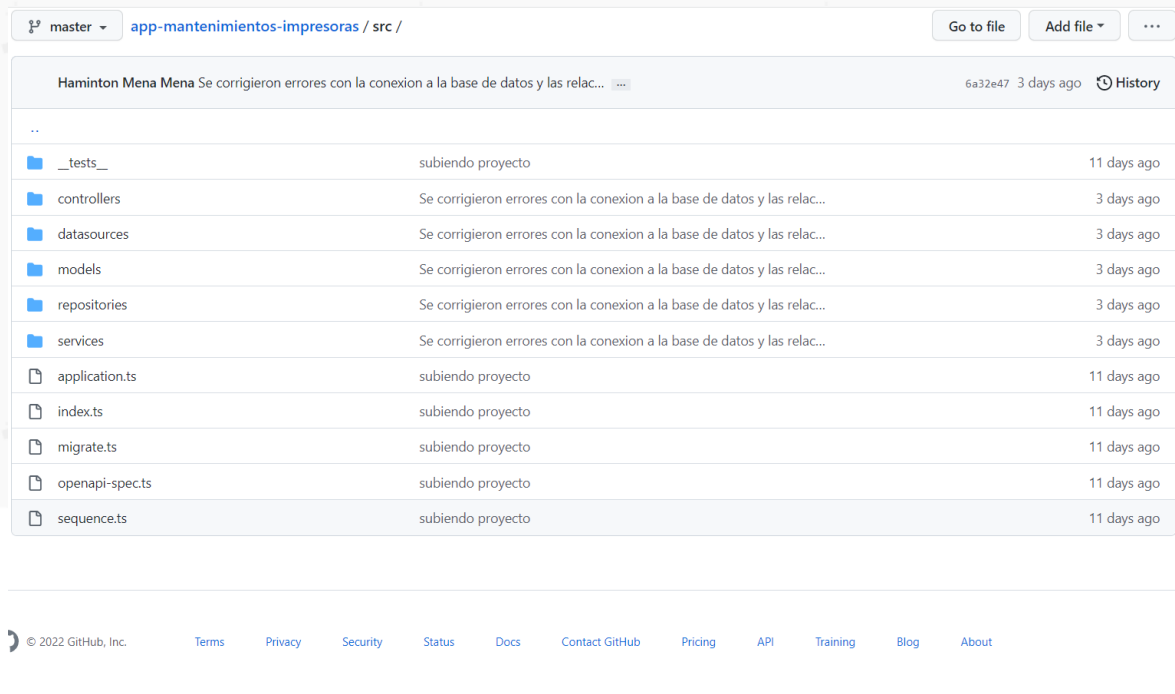 master app-mantenimientos-impresoras / src / Go to file Add file ...
Haminton Mena Mena Se corrigieron errores con la conexion a la base de datos y las relac... ... 6a32e47 3 days ago History
..
__tests__ subiendo proyecto 11 days ago
controllers Se corrigieron errores con la conexion a la base de datos y las relac... 3 days ago
datasources Se corrigieron errores con la conexion a la base de datos y las relac... 3 days ago
models Se corrigieron errores con la conexion a la base de datos y las relac... 3 days ago
repositories Se corrigieron errores con la conexion a la base de datos y las relac... 3 days ago
services Se corrigieron errores con la conexion a la base de datos y las relac... 3 days ago
application.ts subiendo proyecto 11 days ago
index.ts subiendo proyecto 11 days ago
migrate.ts subiendo proyecto 11 days ago
openapi-spec.ts subiendo proyecto 11 days ago
sequence.ts subiendo proyecto 11 days ago
© 2022 GitHub, Inc. Terms Privacy Security Status Docs Contact GitHub Pricing API Training Blog About